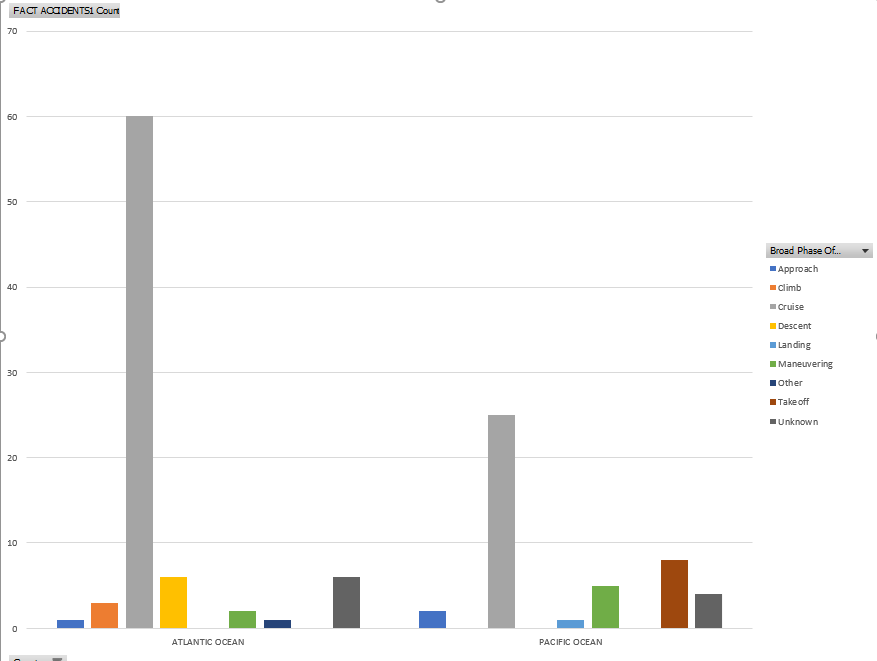 FACT ACCIDENTS1 Count
70
60
50
40
30
20
10
0
ATLANTIC OCEAN
PACIFIC OCEAN
Broad Phase Of...
Approach
Climb
Cruise
Descent
Landing
Maneuvering
Other
Takeoff
Unknown